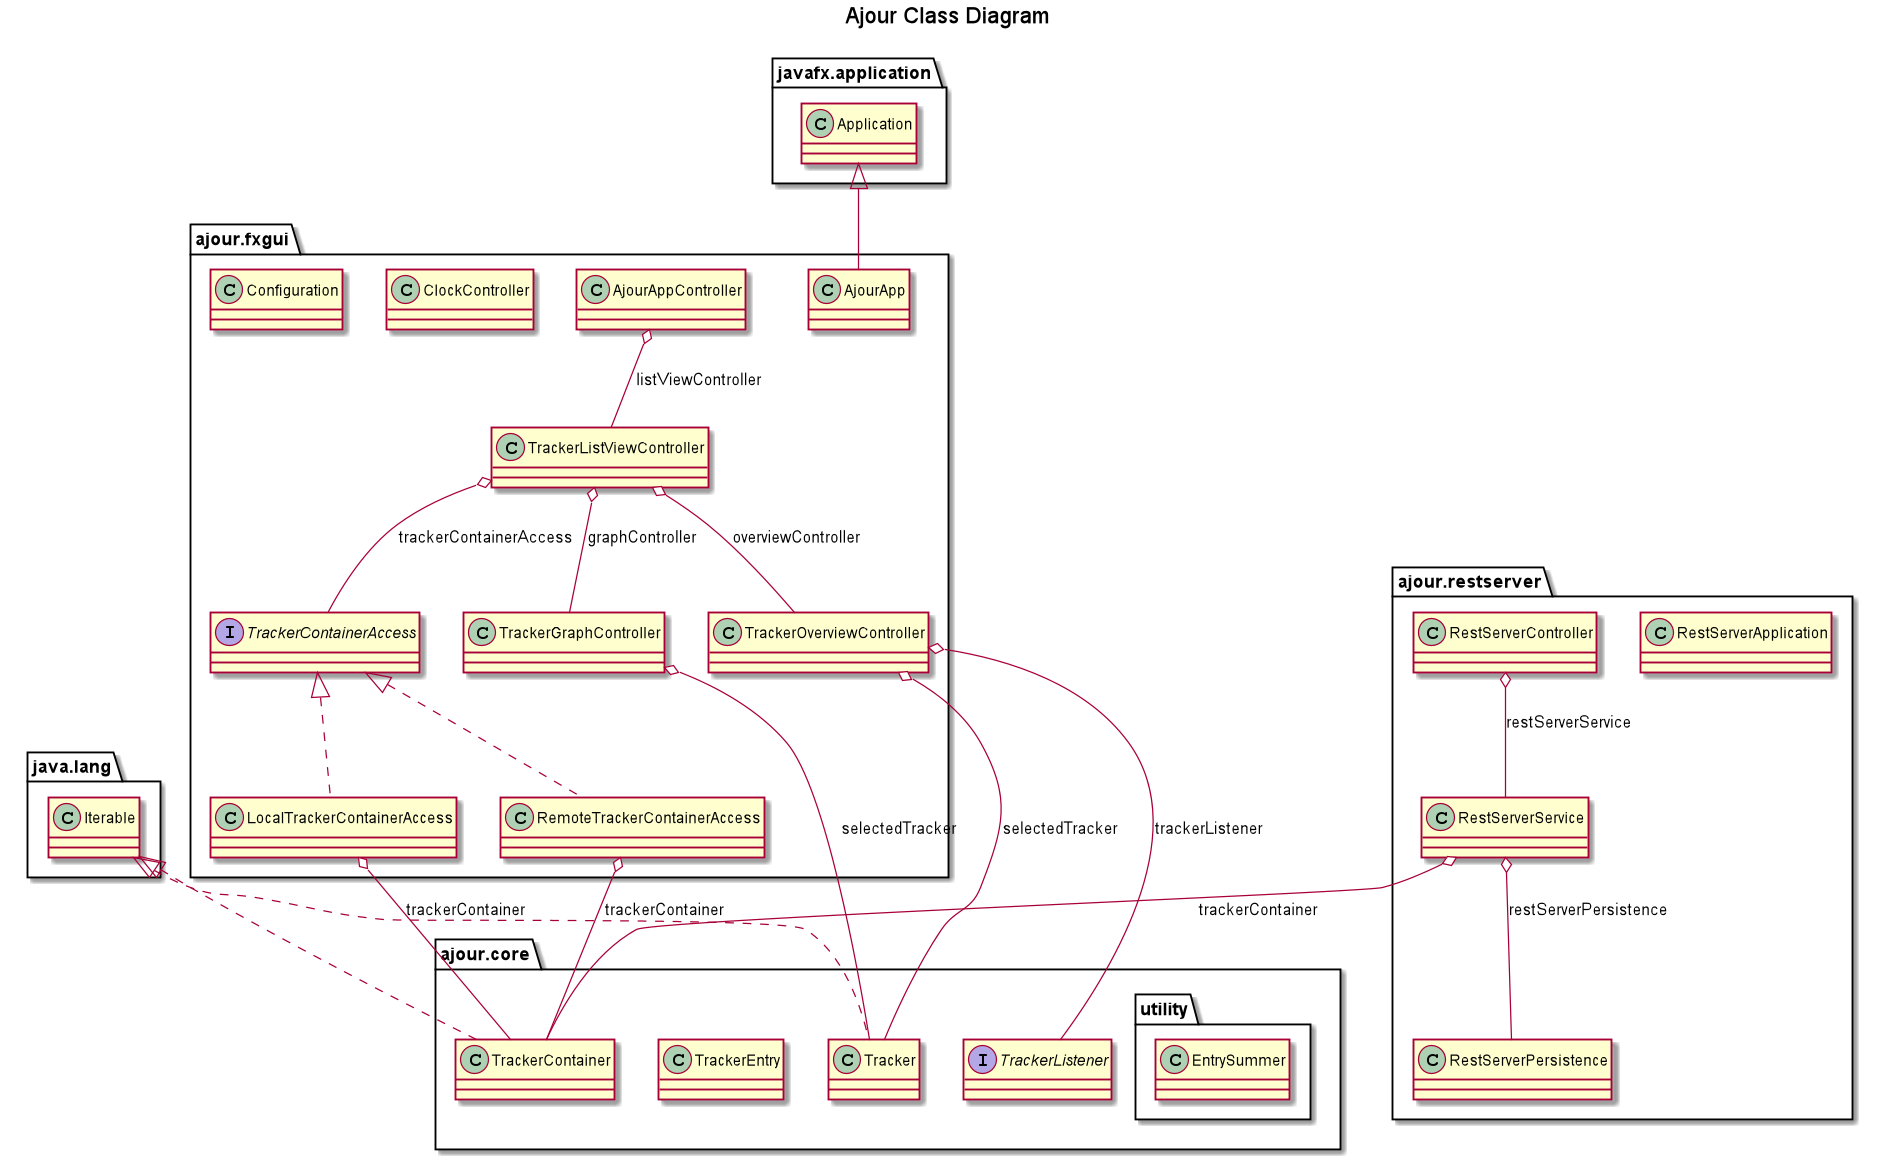 Ajour Class Diagram
javafx.application
C Application
ajour.fxgui
C Configuration
C ClockController
C AjourAppController
C AjourApp
listViewController
C TrackerListViewController
trackerContainerAccess
graphController
overviewController
I TrackerContainerAccess
C TrackerGraphController
C TrackerOverviewController
ajour.restserver
C RestServerController
C RestServerApplication
restServerService
java.lang
C Iterable
C LocalTrackerContainerAccess
C RemoteTrackerContainerAccess
selectedTracker
selectedTracker
trackerListener
C RestServerService
trackerContainer
trackerContainer
trackerContainer
restServerPersistence
ajour.core
C TrackerContainer
C TrackerEntry
C Tracker
I TrackerListener
utility
C EntrySummer
C RestServerPersistence